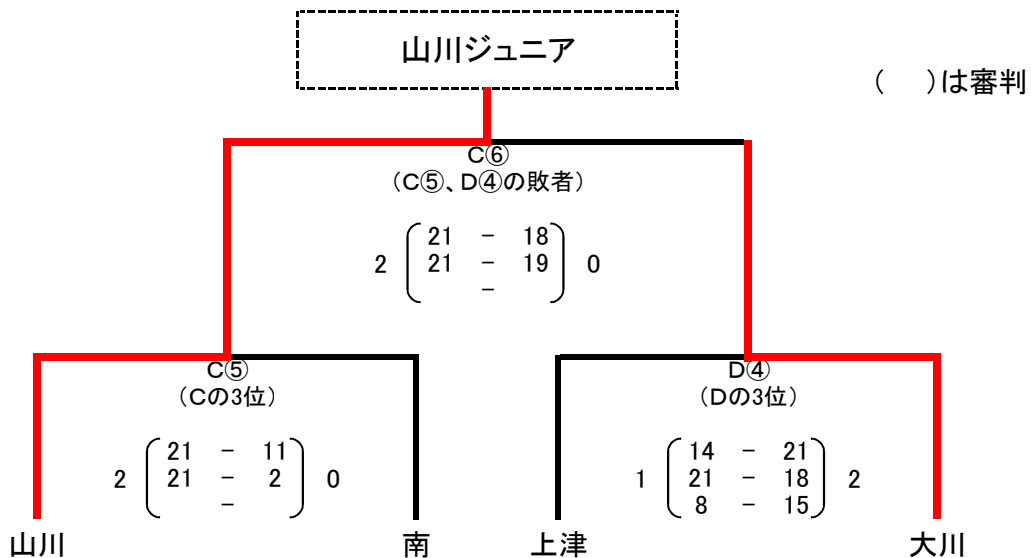 山川ジュニア
(　)は審判
C⑥
(C⑤、D④の敗者)
21 － 18
2 21 － 19 0
－
C⑤
(Cの3位)
21 － 11
2 21 － 2 0
－
D④
(Dの3位)
14 － 21
1 21 － 18 2
8 － 15
山川 南 上津 大川